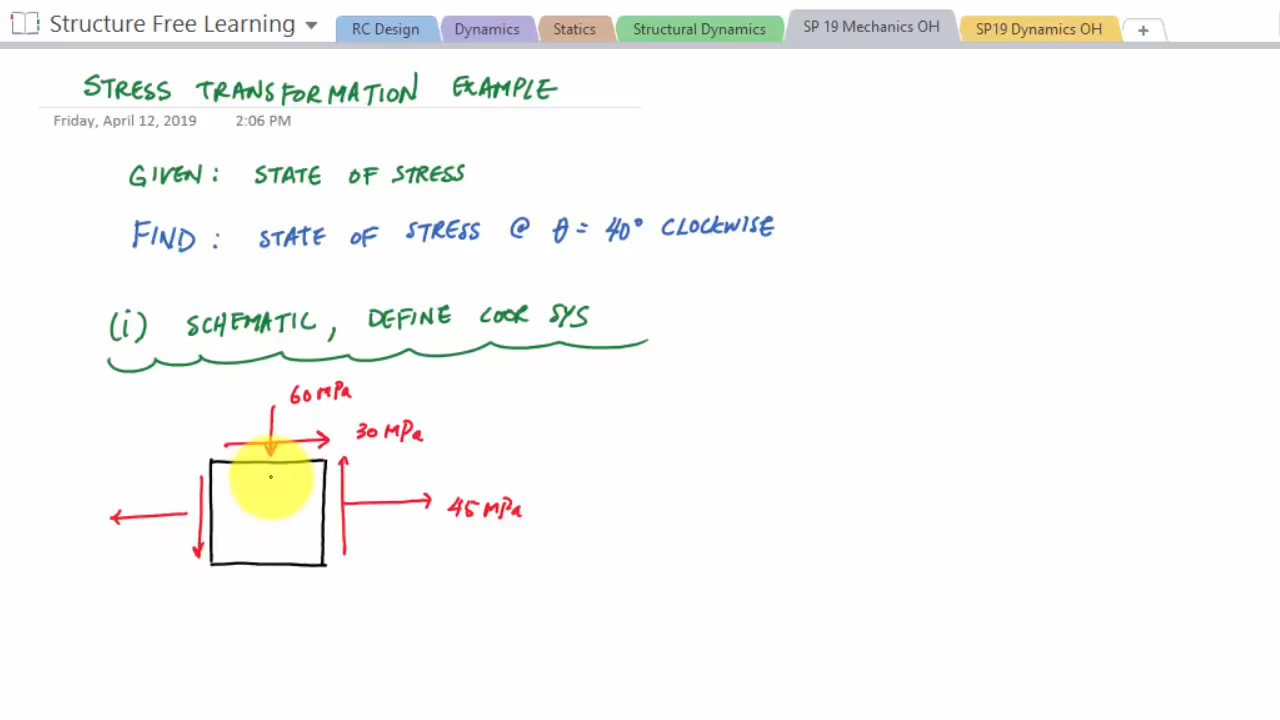 Structure Free Learning
RC Design
Dynamics
Statics
Structural Dynamics
SP 19 Mechanics OH
SP19 Dynamics OH
+
STRESS TRANSFORMATION EXAMPLE
Friday, April 12, 2019 2:06 PM
GIVEN: STATE OF STRESS
FIND: STATE OF STRESS @ θ = 40° CLOCKWISE
(i) SCHEMATIC, DEFINE COOR SYS
60 MPa
30 MPa
45 MPa